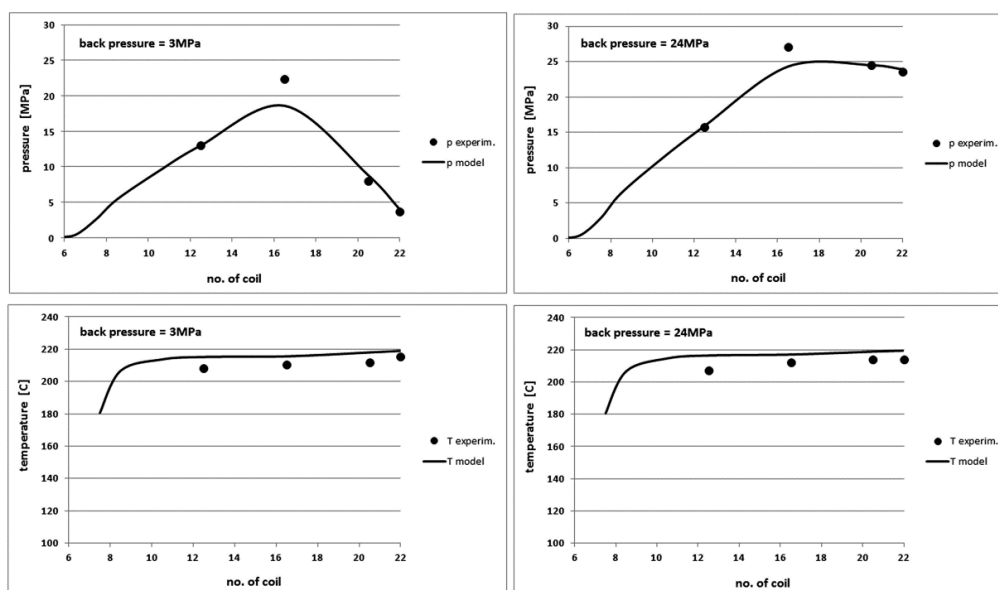 back pressure = 3MPa
pressure [MPa]
30
25
20
15
10
5
0
6 8 10 12 14 16 18 20 22
no. of coil
p experim.
p model
back pressure = 24MPa
pressure [MPa]
30
25
20
15
10
5
0
6 8 10 12 14 16 18 20 22
no. of coil
p experim.
p model
back pressure = 3MPa
temperature [C]
240
220
200
180
160
140
120
100
6 8 10 12 14 16 18 20 22
no. of coil
T experim.
T model
back pressure = 24MPa
temperature [C]
240
220
200
180
160
140
120
100
6 8 10 12 14 16 18 20 22
no. of coil
T experim.
T model